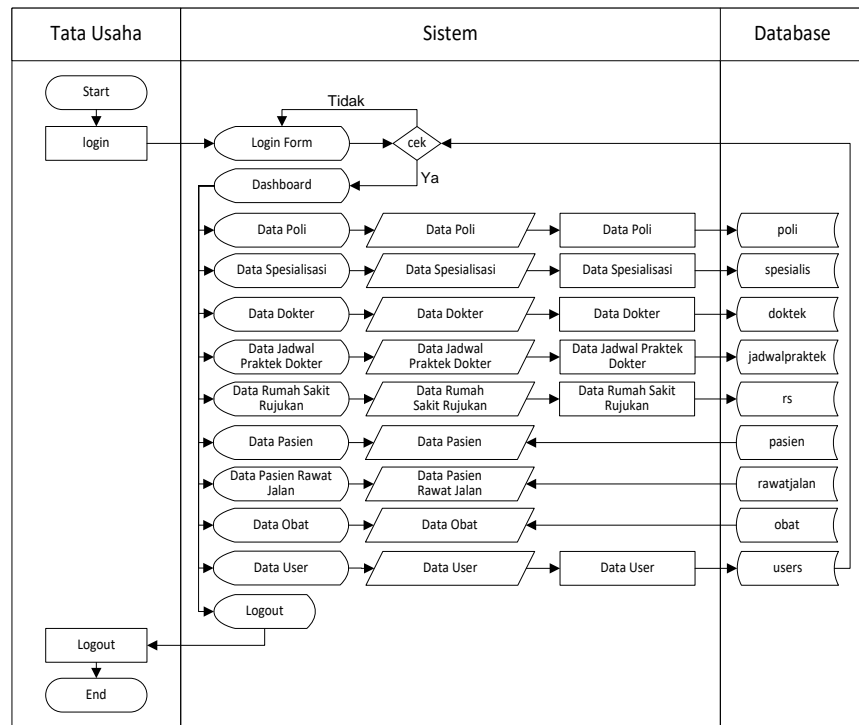 Tata Usaha
Sistem
Database
Start
Tidak
login
Login Form
cek
Ya
Dashboard
Data Poli
Data Poli
Data Poli
poli
Data Spesialisasi
Data Spesialisasi
Data Spesialisasi
spesialis
Data Dokter
Data Dokter
Data Dokter
doktek
Data Jadwal
Praktek Dokter
Data Jadwal
Praktek Dokter
Data Jadwal Praktek
Dokter
jadwalpraktek
Data Rumah Sakit
Rujukan
Data Rumah
Sakit Rujukan
Data Rumah Sakit
Rujukan
rs
Data Pasien
Data Pasien
pasien
Data Pasien Rawat
Jalan
Data Pasien
Rawat Jalan
rawatjalan
Data Obat
Data Obat
obat
Data User
Data User
Data User
users
Logout
Logout
End